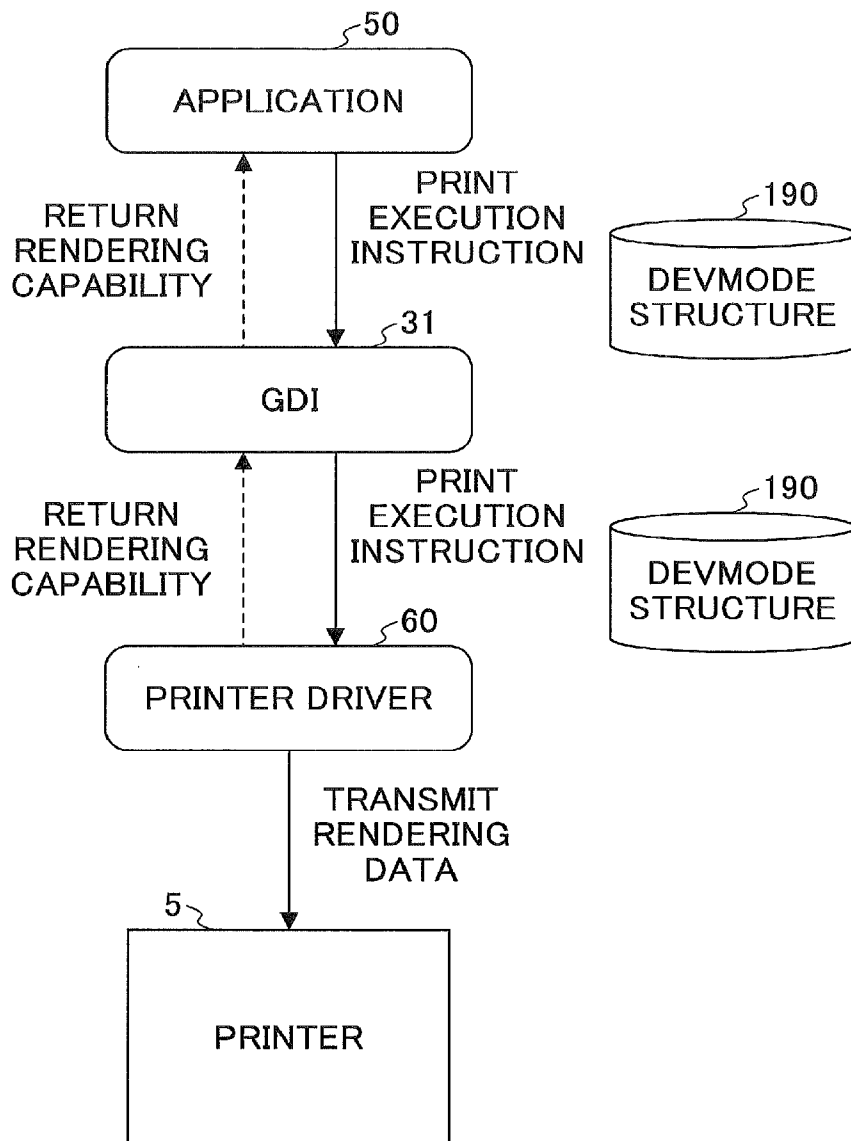 50
APPLICATION
RETURN
RENDERING
CAPABILITY
PRINT
EXECUTION
INSTRUCTION
190
DEVMODE
STRUCTURE
31
GDI
RETURN
RENDERING
CAPABILITY
PRINT
EXECUTION
INSTRUCTION
190
DEVMODE
STRUCTURE
60
PRINTER DRIVER
TRANSMIT
RENDERING
DATA
5
PRINTER